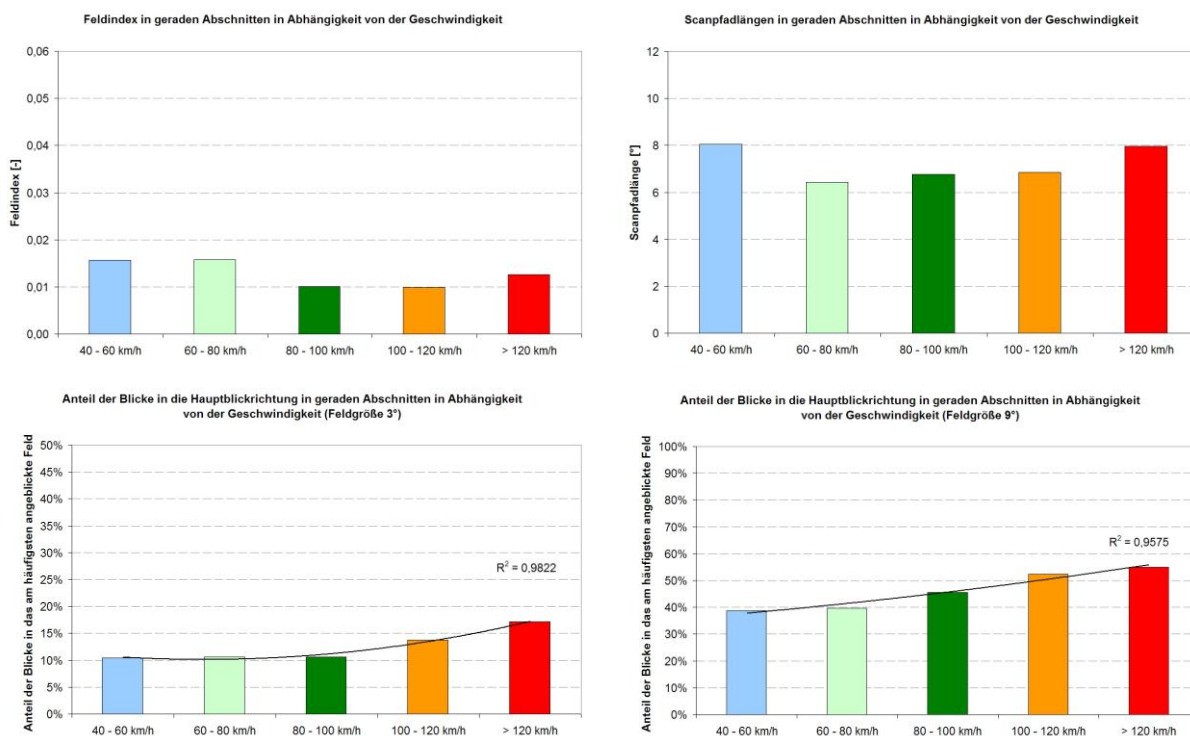 Feldindex in geraden Abschnitten in Abhängigkeit von der Geschwindigkeit
Feldindex [-]
0,06
0,05
0,04
0,03
0,02
0,01
0,00
40 - 60 km/h
60 - 80 km/h
80 - 100 km/h
100 - 120 km/h
> 120 km/h
Scanpfadlängen in geraden Abschnitten in Abhängigkeit von der Geschwindigkeit
Scanpfadlänge [°]
12
10
8
6
4
2
0
40 - 60 km/h
60 - 80 km/h
80 - 100 km/h
100 - 120 km/h
> 120 km/h
Anteil der Blicke in die Hauptblickrichtung in geraden Abschnitten in Abhängigkeit
von der Geschwindigkeit (Feldgröße 3°)
Anteil der Blicke in das am häufigsten angeblickte Feld
50%
45%
40%
35%
30%
25%
20%
15%
10%
5%
0%
R² = 0,9822
40 - 60 km/h
60 - 80 km/h
80 - 100 km/h
100 - 120 km/h
> 120 km/h
Anteil der Blicke in die Hauptblickrichtung in geraden Abschnitten in Abhängigkeit
von der Geschwindigkeit (Feldgröße 9°)
Anteil der Blicke in das am häufigsten angeblickte Feld
100%
90%
80%
70%
60%
50%
40%
30%
20%
10%
0%
R² = 0,9575
40 - 60 km/h
60 - 80 km/h
80 - 100 km/h
100 - 120 km/h
> 120 km/h